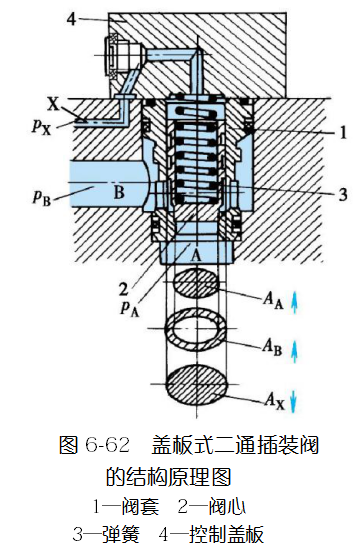 4
X
pX
1
pB
B
3
A
2
pA
AA
AB
AX
图 6-62 盖板式二通插装阀
的结构原理图
1—阀套 2—阀心
3—弹簧 4—控制盖板